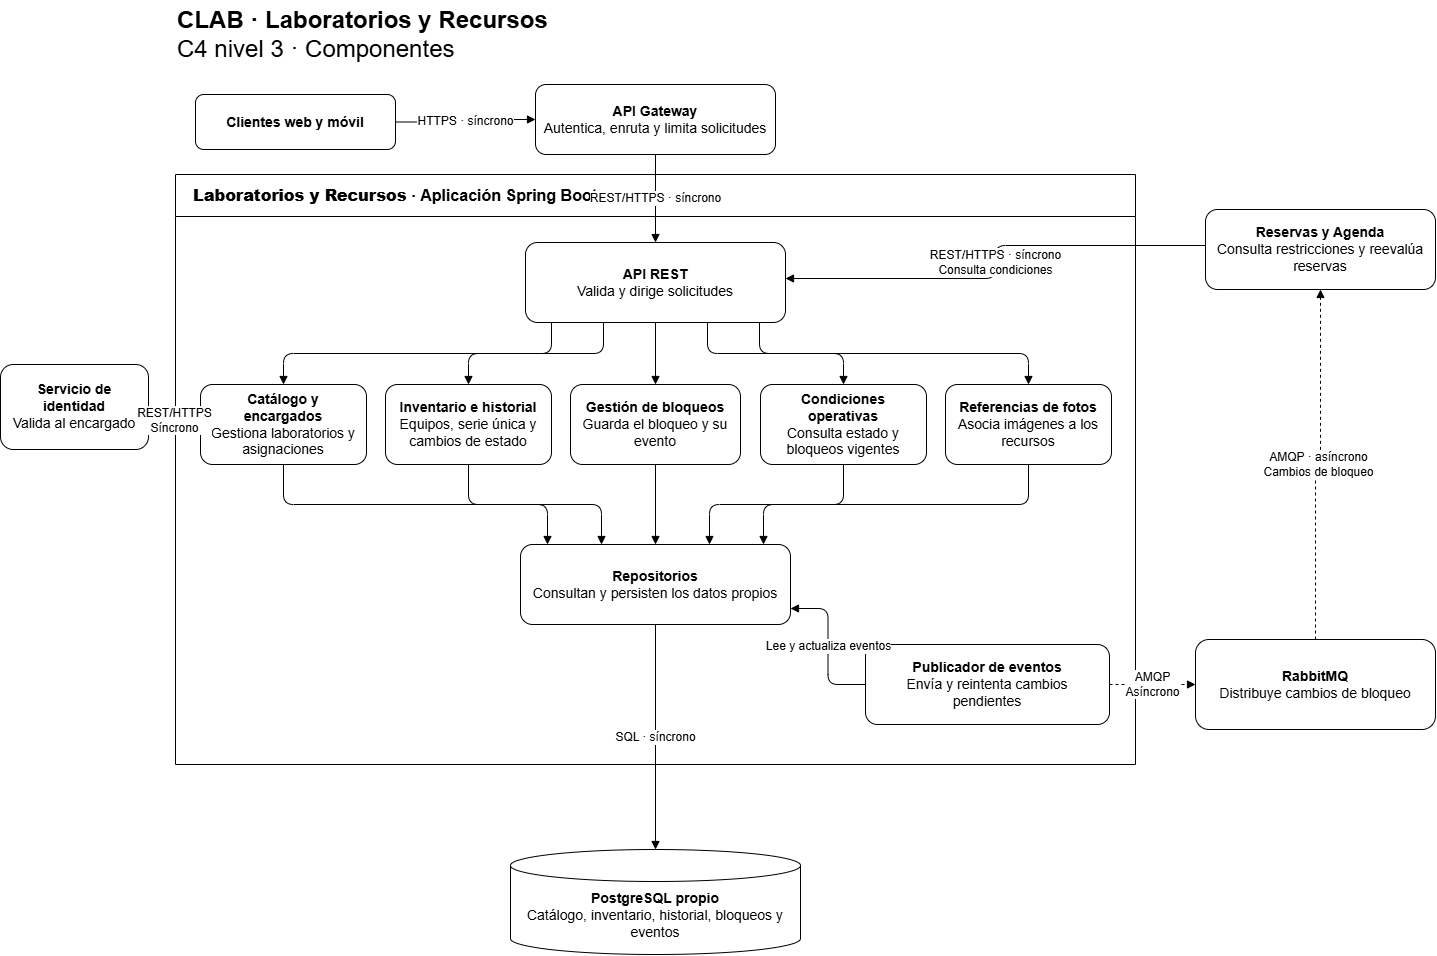 CLAB · Laboratorios y Recursos
C4 nivel 3 · Componentes
Clientes web y móvil
HTTPS · síncrono
API Gateway
Autentica, enruta y limita solicitudes
Laboratorios y Recursos · Aplicación Spring Boo
REST/HTTPS · síncrono
API REST
Valida y dirige solicitudes
REST/HTTPS · síncrono
Consulta condiciones
Reservas y Agenda
Consulta restricciones y reevalúa
reservas
Servicio de
identidad
Valida al encargado
REST/HTTPS
Síncrono
Catálogo y
encargados
Gestiona laboratorios y
asignaciones
Inventario e historial
Equipos, serie única y
cambios de estado
Gestión de bloqueos
Guarda el bloqueo y su
evento
Condiciones
operativas
Consulta estado y
bloqueos vigentes
Referencias de fotos
Asocia imágenes a los
recursos
AMQP · asíncrono
Cambios de bloqueo
Repositorios
Consultan y persisten los datos propios
Lee y actualiza eventos
Publicador de eventos
Envía y reintenta cambios
pendientes
AMQP
Asíncrono
RabbitMQ
Distribuye cambios de bloqueo
SQL · síncrono
PostgreSQL propio
Catálogo, inventario, historial, bloqueos y
eventos